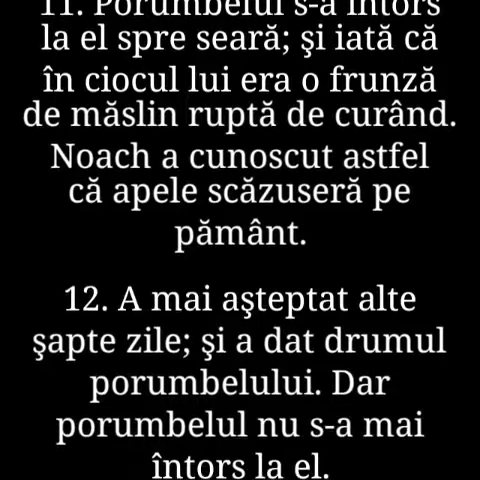 11. Porumbelul s-a întors
la el spre seară; şi iată că
în ciocul lui era o frunză
de măslin ruptă de curând.
Noach a cunoscut astfel
că apele scăzuseră pe
pământ.
12. A mai aşteptat alte
şapte zile; şi a dat drumul
porumbelului. Dar
porumbelul nu s-a mai
întors la el.